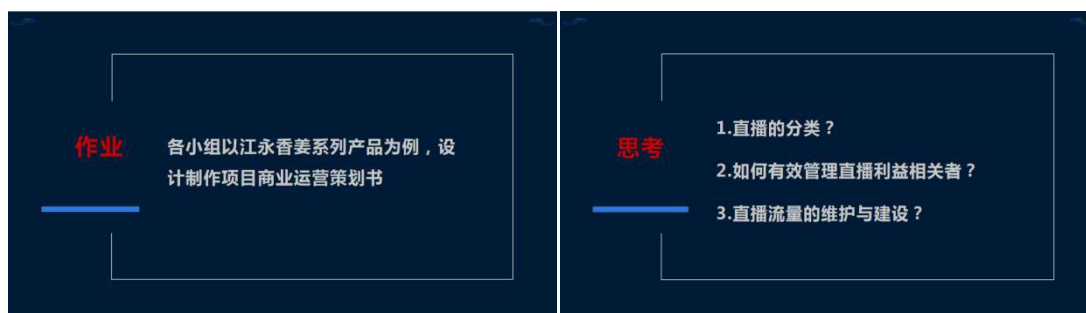 作业
各小组以江永香姜系列产品为例，设
计制作项目商业运营策划书
思考
1.直播的分类？
2.如何有效管理直播利益相关者？
3.直播流量的维护与建设？